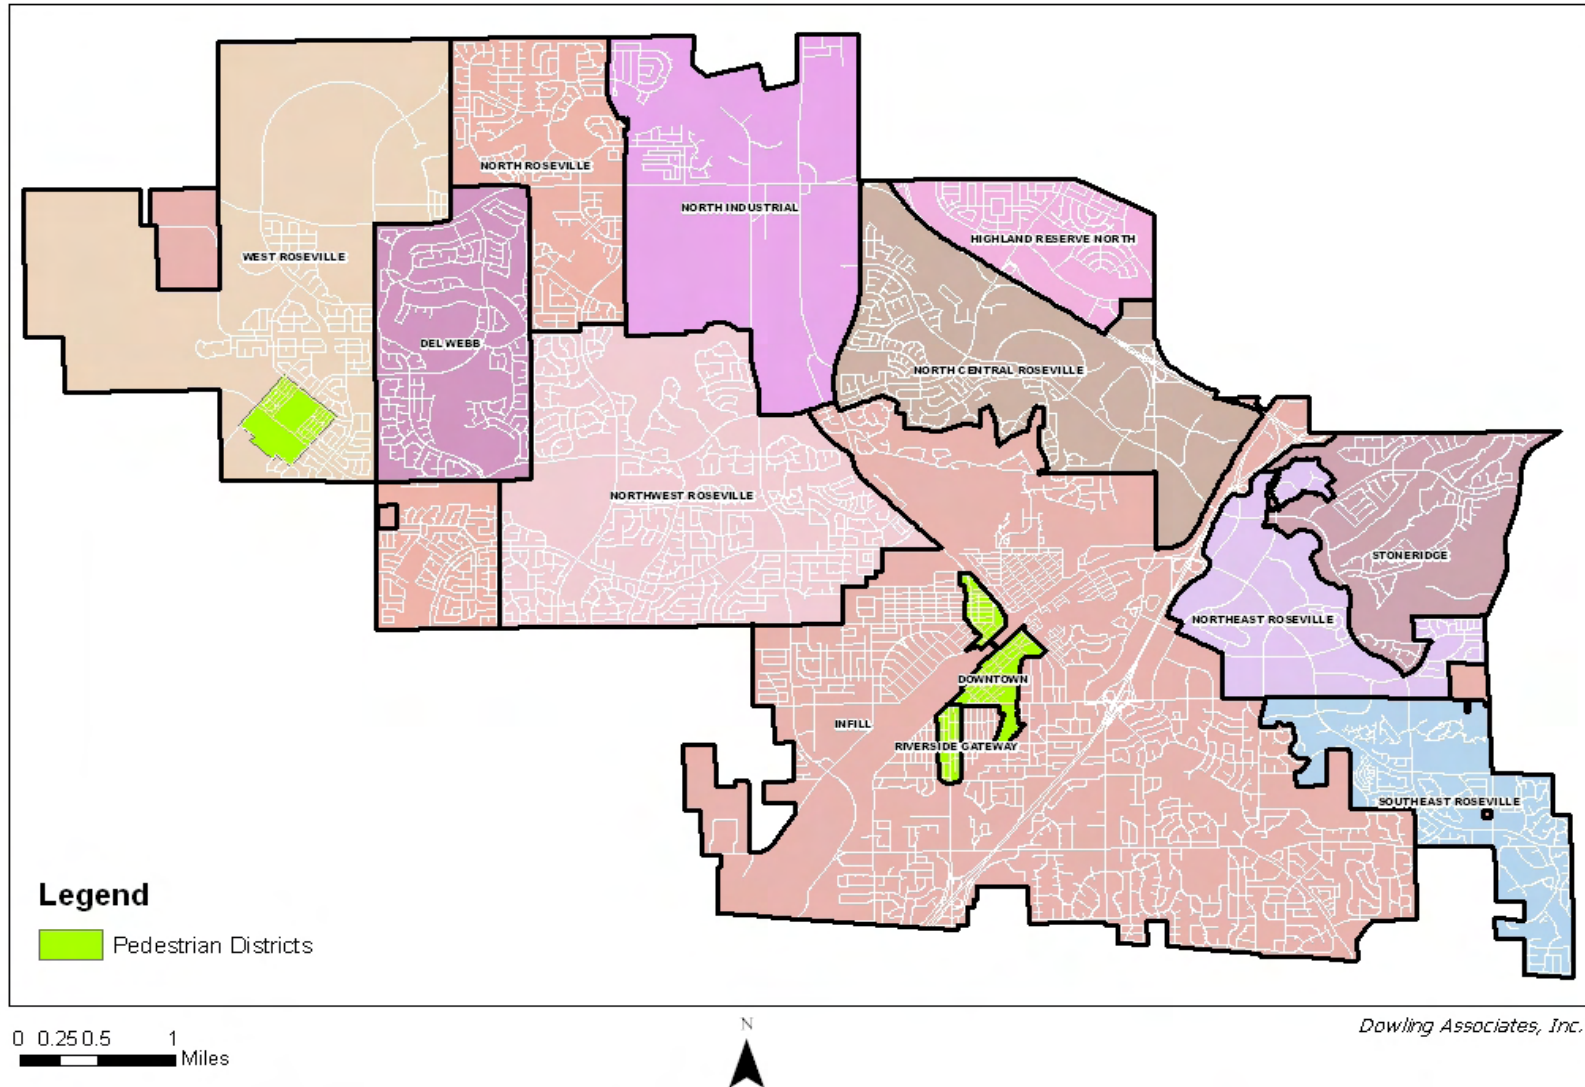 NORTH ROSEVILLE
NORTH INDUSTRIAL
HIGHLAND RESERVE NORTH
WEST ROSEVILLE
DEL WEBB
NORTH CENTRAL ROSEVILLE
NORTHWEST ROSEVILLE
STONERIDGE
NORTHEAST ROSEVILLE
DOWNTOWN
INFILL
RIVERSIDE GATEWAY
SOUTHEAST ROSEVILLE
Legend
Pedestrian Districts
0 0.25 0.5 1
Miles
N
Dowling Associates, Inc.